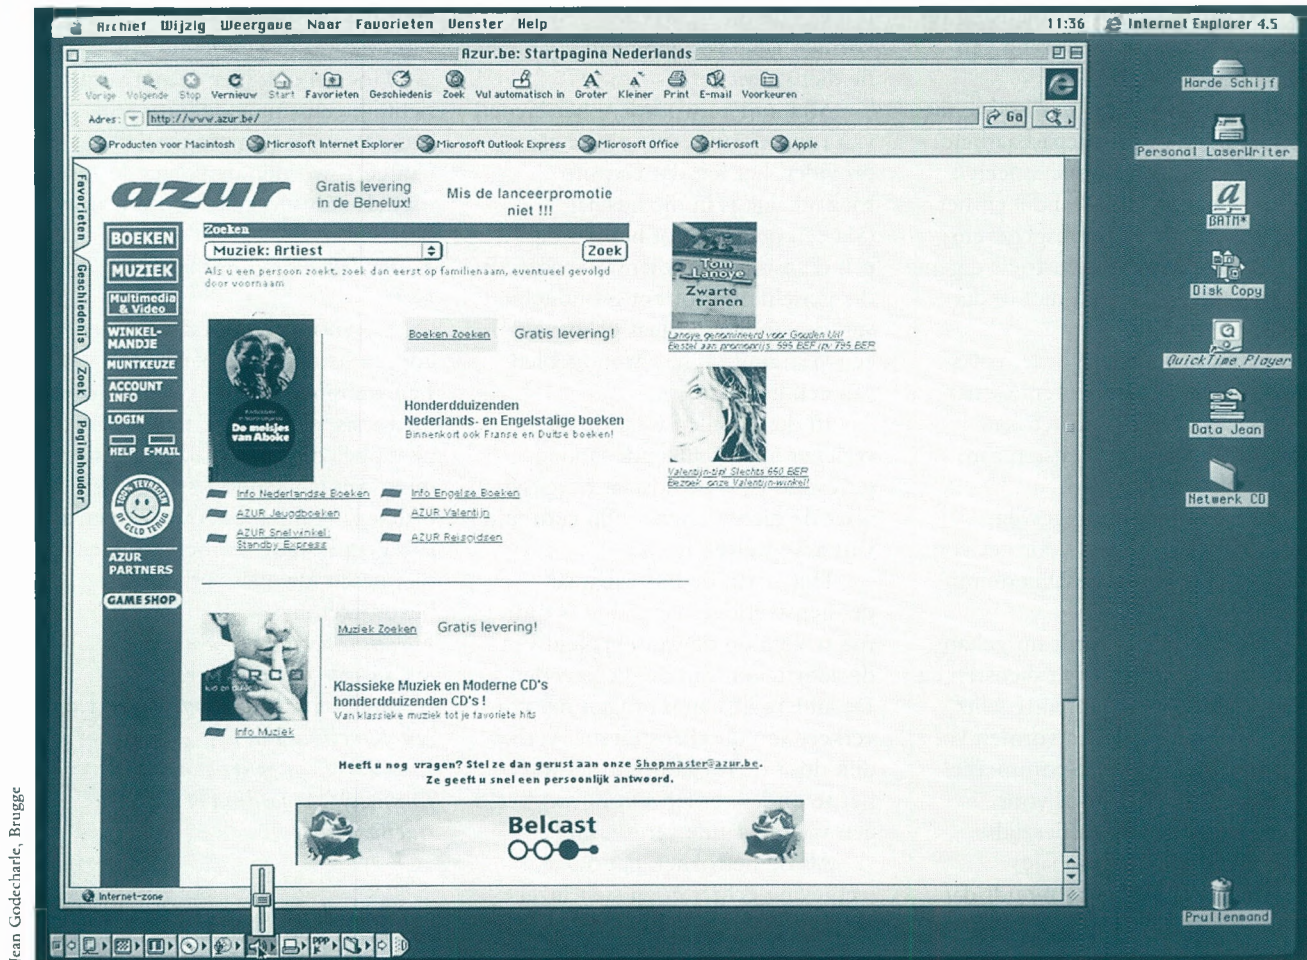 Archief Wijzig Weergave Naar Favorieten Venster Help 11:36 Internet Explorer 4.5
Azur.be: Startpagina Nederlands
Vorige Volgende Stop Vernieuw Start Favorieten Geschiedenis Zoek Vul automatisch in Groter Kleiner Print E-mail Voorkeuren
Adres: http://www.azur.be/ Ga
Producten voor Macintosh Microsoft Internet Explorer Microsoft Outlook Express Microsoft Office Microsoft Apple
Favorieten
Geschiedenis
Zoek
Paginahouder
azur
Gratis levering
in de Benelux!
Mis de lanceerpromotie
niet !!!
BOEKEN
MUZIEK
Multimedia
& Video
WINKEL-
MANDJE
MUNTKEUZE
ACCOUNT
INFO
LOGIN
HELP E-MAIL
100% TEVREDEN
OF GELD TERUG
AZUR
PARTNERS
GAMESHOP
Zoeken
Muziek: Artiest Zoek
Als u een persoon zoekt, zoek dan eerst op familienaam, eventueel gevolgd
door voornaam
De meisjes
van Aboke
Boeken Zoeken Gratis levering!
Honderdduizenden
Nederlands- en Engelstalige boeken
Binnenkort ook Franse en Duitse boeken!
Info Nederlandse Boeken Info Engelse Boeken
AZUR Jeugdboeken AZUR Valentijn
AZUR Snelwinkel:
Standby Express
AZUR Reisgidsen
Tom
Lanoye
Zwarte
tranen
Lanoye genomineerd voor Gouden Uil!
Bestel aan promoprijs: 595 BEF ipv 795 BEF
Valentijn-tip! Slechts 650 BEF
Bezoek onze Valentijn-winkel!
MARCO
Muziek Zoeken Gratis levering!
Klassieke Muziek en Moderne CD's
honderdduizenden CD's !
Van klassieke muziek tot je favoriete hits
Info Muziek
Heeft u nog vragen? Stel ze dan gerust aan onze Shopmaster@azur.be.
Ze geeft u snel een persoonlijk antwoord.
Belcast
Internet-zone
PPP
Harde Schijf
Personal LaserWriter
a
Disk Copy
QuickTime Player
Data Jean
Netwerk CD
Prullenmand
Jean Godecharle, Brugge